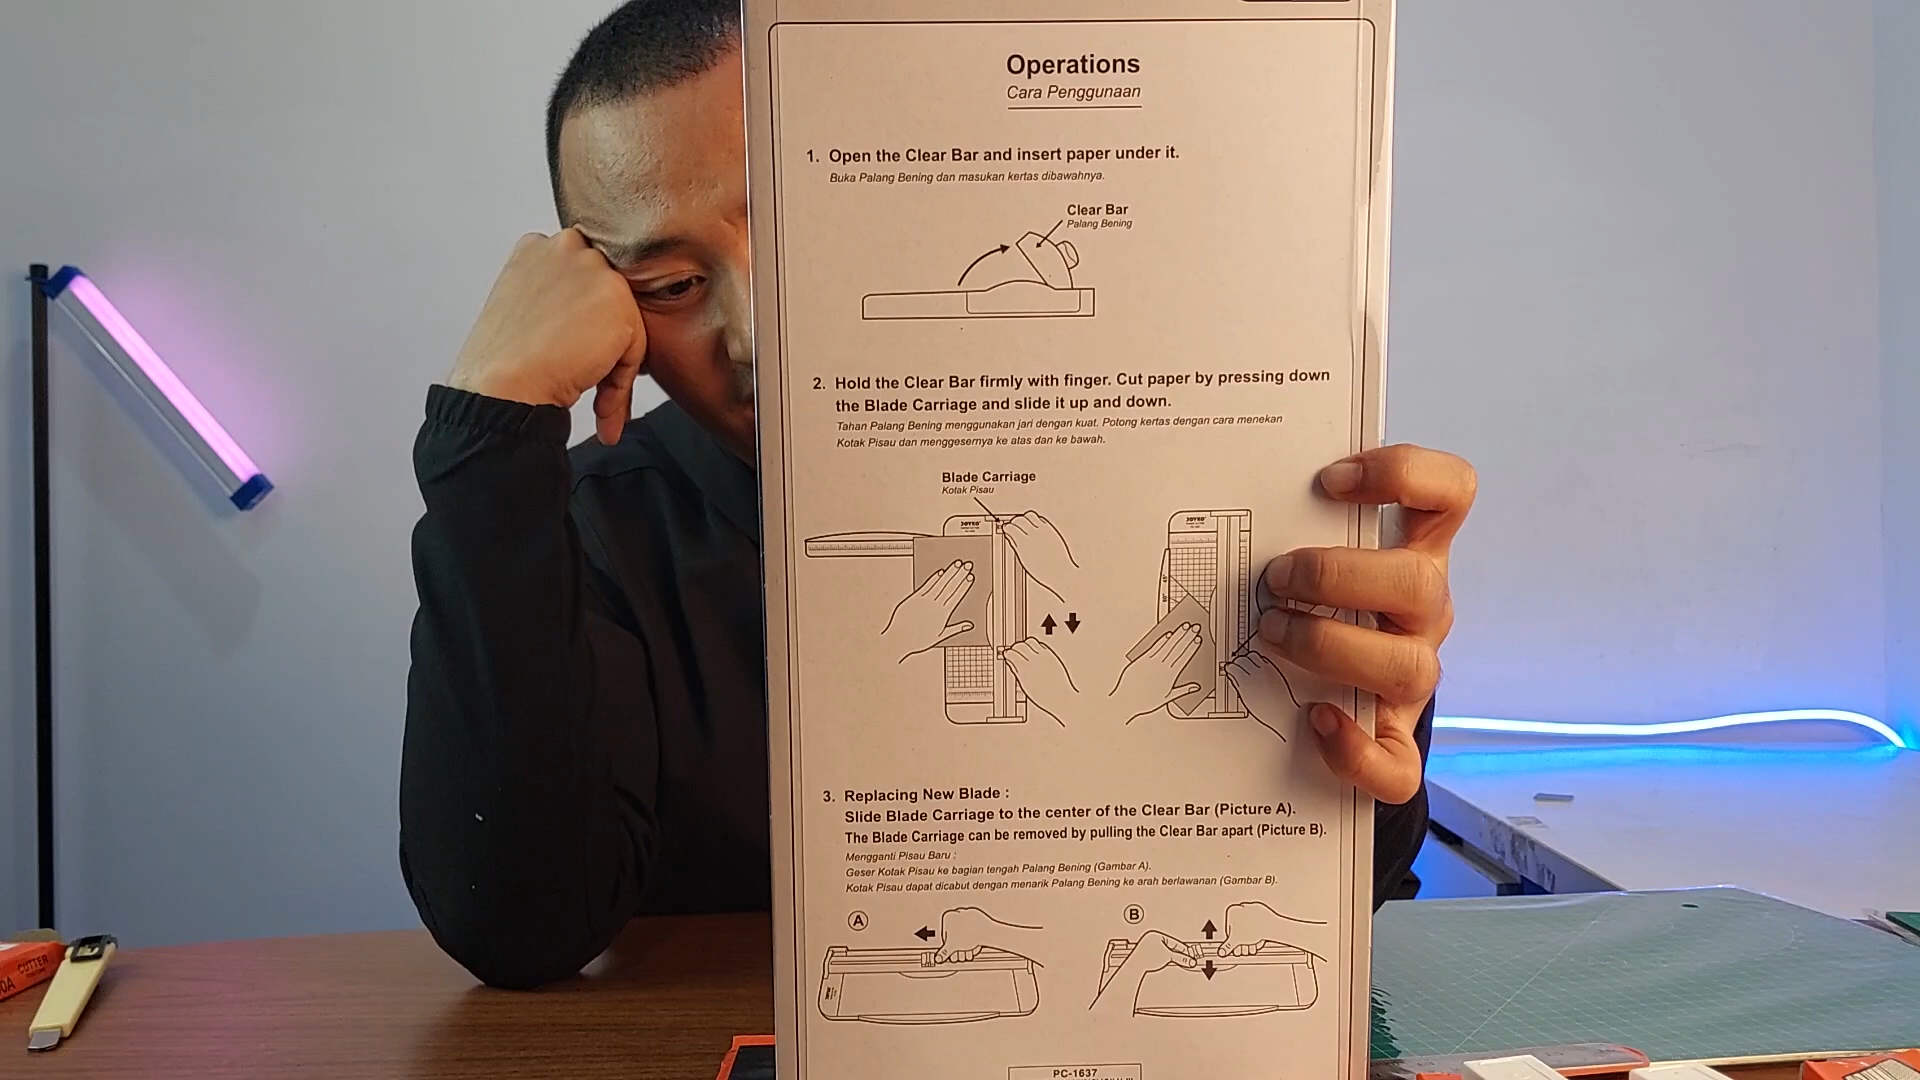 Operations
Cara Penggunaan
1. Open the Clear Bar and insert paper under it.
Buka Palang Bening dan masukan kertas dibawahnya.
Clear Bar
Palang Bening
2. Hold the Clear Bar firmly with finger. Cut paper by pressing down
the Blade Carriage and slide it up and down.
Tahan Palang Bening menggunakan jari dengan kuat. Potong kertas dengan cara menekan
Kotak Pisau dan menggesernya ke atas dan ke bawah.
Blade Carriage
Kotak Pisau
JOYKO
JOYKO
45°
60°
3. Replacing New Blade :
Slide Blade Carriage to the center of the Clear Bar (Picture A).
The Blade Carriage can be removed by pulling the Clear Bar apart (Picture B).
Mengganti Pisau Baru :
Geser Kotak Pisau ke bagian tengah Palang Bening (Gambar A).
Kotak Pisau dapat dicabut dengan menarik Palang Bening ke arah berlawanan (Gambar B).
A
B
CUTTER
0A
PC-1637